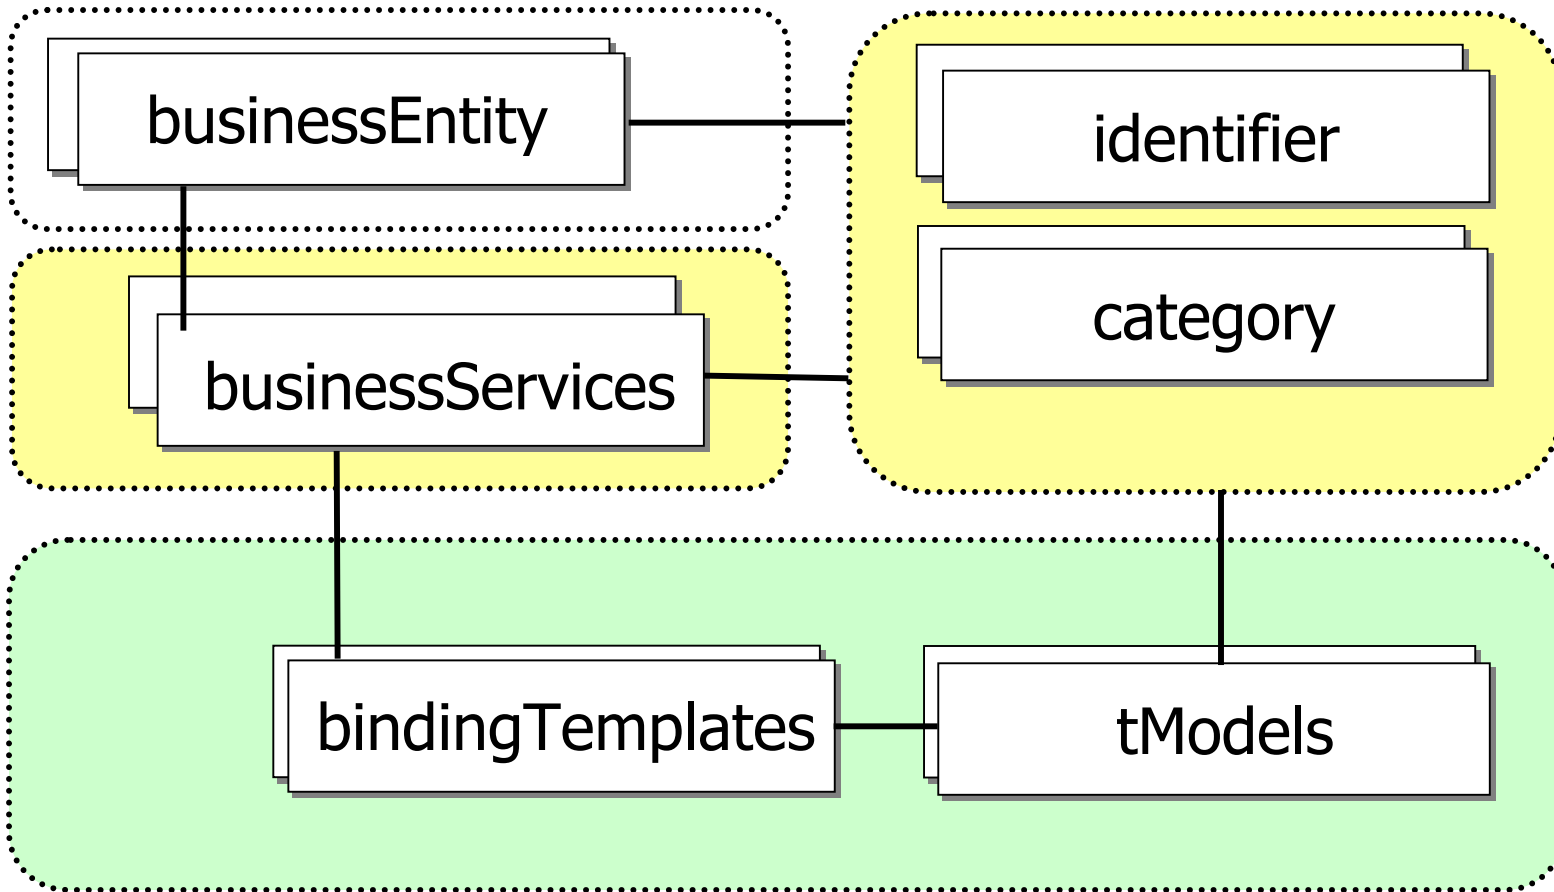 businessEntity
identifier
category
businessServices
bindingTemplates
tModels